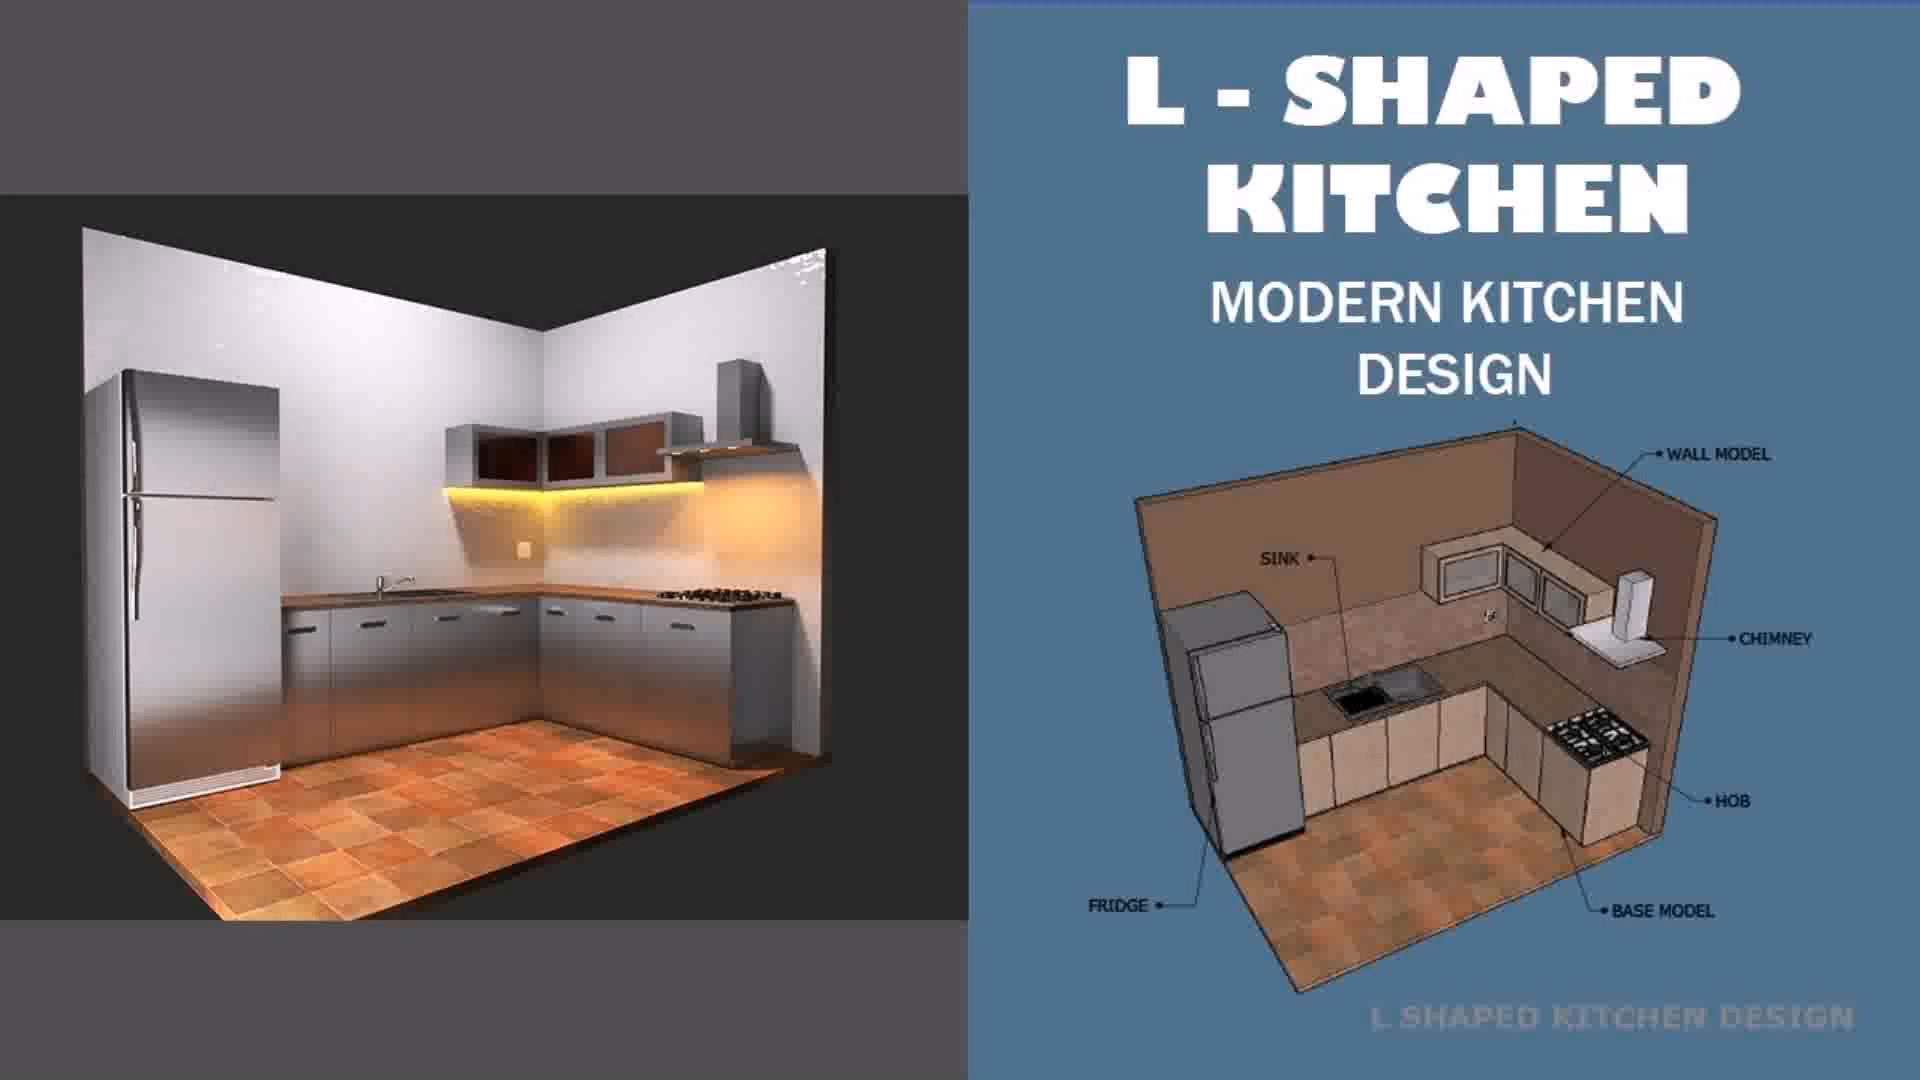 L - SHAPED
KITCHEN
MODERN KITCHEN
DESIGN
WALL MODEL
SINK
CHIMNEY
HOB
FRIDGE
BASE MODEL
L SHAPED KITCHEN DESIGN